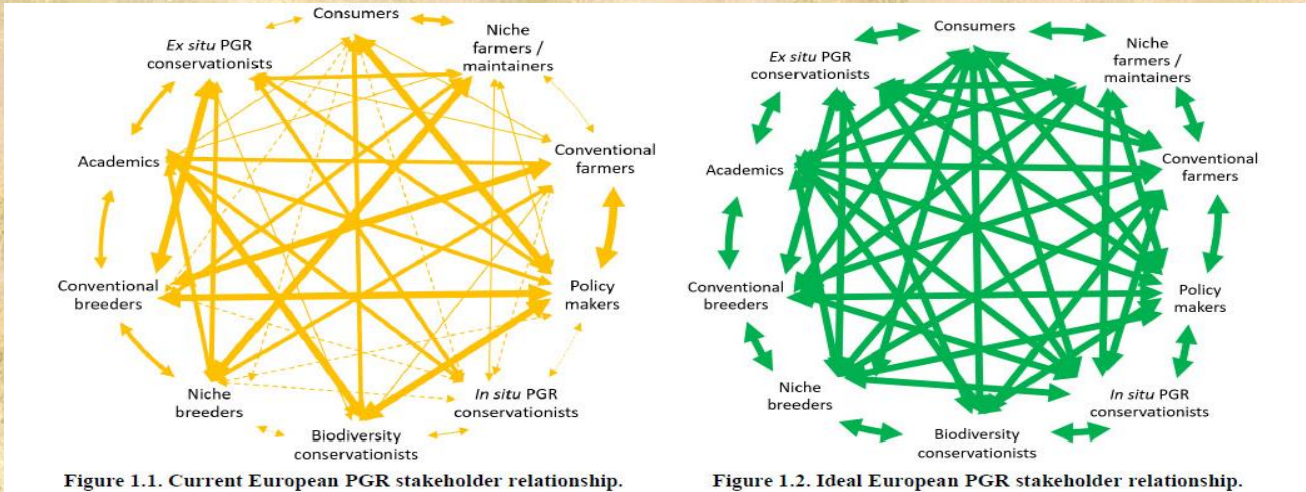 Consumers
Niche
farmers /
maintainers
Ex situ PGR
conservationists
Academics
Conventional
farmers
Conventional
breeders
Policy
makers
Niche
breeders
In situ PGR
conservationists
Biodiversity
conservationists
Figure 1.1. Current European PGR stakeholder relationship.
Consumers
Niche
farmers /
maintainers
Ex situ PGR
conservationists
Academics
Conventional
farmers
Conventional
breeders
Policy
makers
Niche
breeders
In situ PGR
conservationists
Biodiversity
conservationists
Figure 1.2. Ideal European PGR stakeholder relationship.